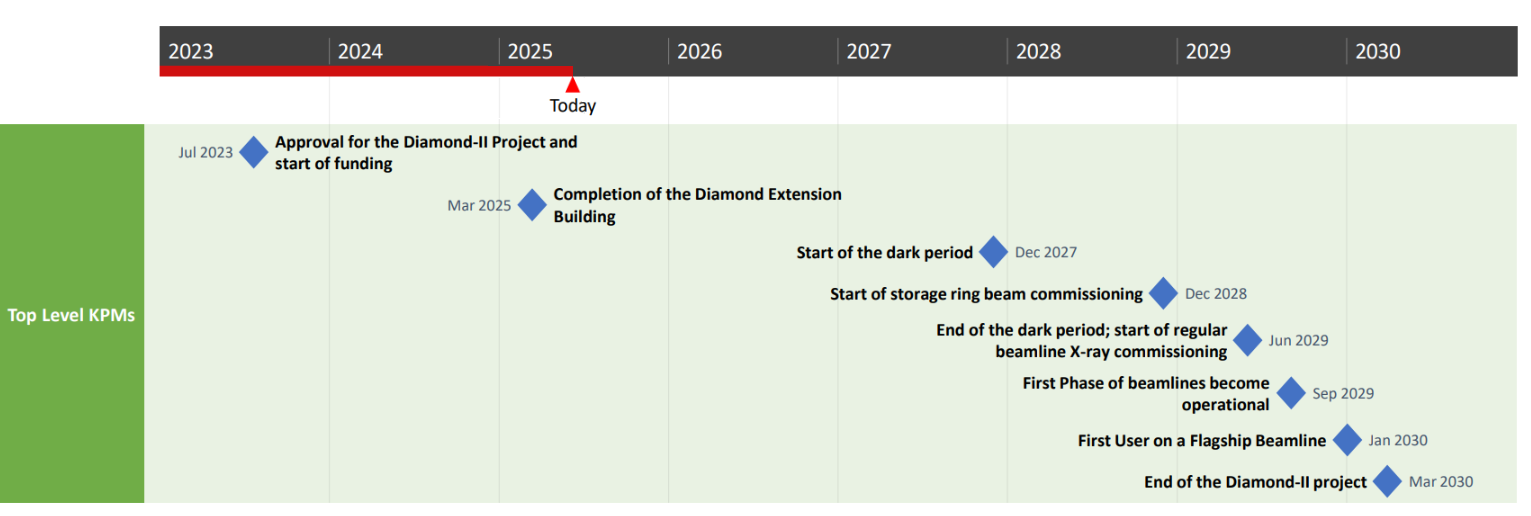 2023 2024 2025 2026 2027 2028 2029 2030
Today
Top Level KPMs
Jul 2023 Approval for the Diamond-II Project and
start of funding
Mar 2025 Completion of the Diamond Extension
Building
Start of the dark period Dec 2027
Start of storage ring beam commissioning Dec 2028
End of the dark period; start of regular
beamline X-ray commissioning Jun 2029
First Phase of beamlines become
operational Sep 2029
First User on a Flagship Beamline Jan 2030
End of the Diamond-II project Mar 2030